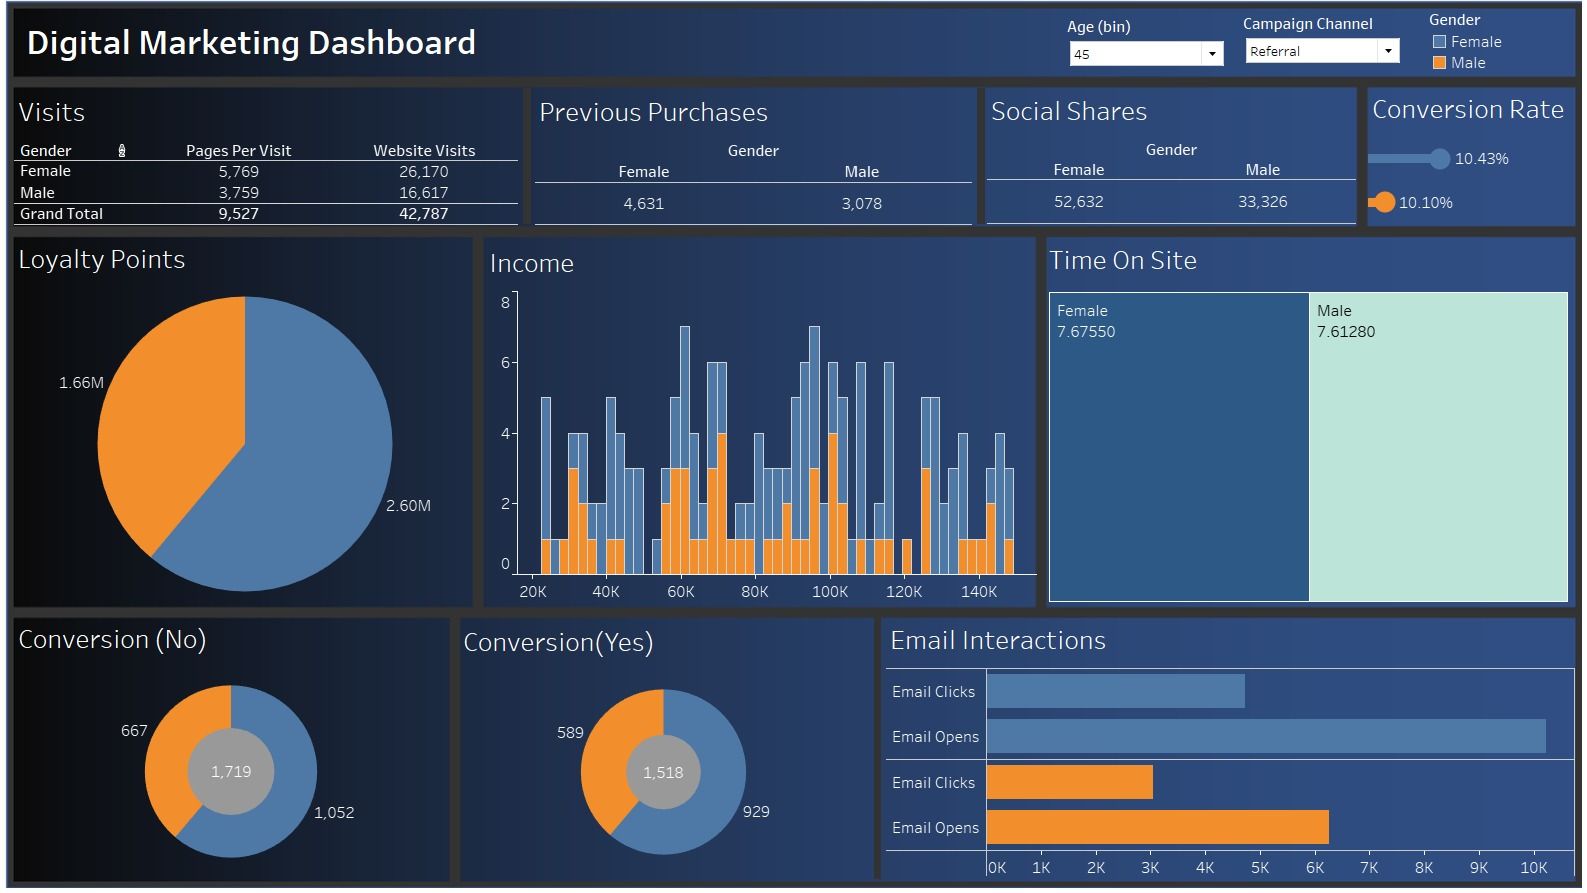 Digital Marketing Dashboard
Age (bin)
45
Campaign Channel
Referral
Gender
Female
Male
Visits
Gender Pages Per Visit Website Visits
Female 5,769 26,170
Male 3,759 16,617
Grand Total 9,527 42,787
Previous Purchases
Gender
Female Male
4,631 3,078
Social Shares
Gender
Female Male
52,632 33,326
Conversion Rate
10.43%
10.10%
Loyalty Points
1.66M
2.60M
Income
8
6
4
2
0
20K 40K 60K 80K 100K 120K 140K
Time On Site
Female
7.67550
Male
7.61280
Conversion (No)
667
1,719
1,052
Conversion(Yes)
589
1,518
929
Email Interactions
Email Clicks
Email Opens
Email Clicks
Email Opens
0K 1K 2K 3K 4K 5K 6K 7K 8K 9K 10K